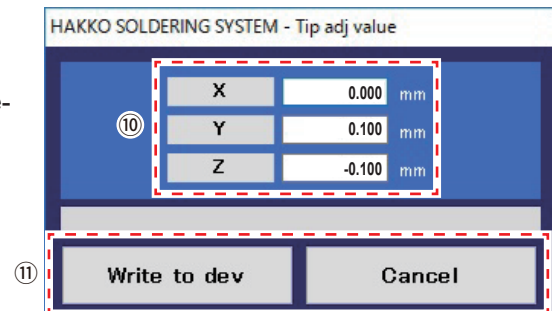 HAKKO SOLDERING SYSTEM - Tip adj value
e-
⑩
X 0.000 mm
Y 0.100 mm
Z -0.100 mm
⑪
Write to dev Cancel